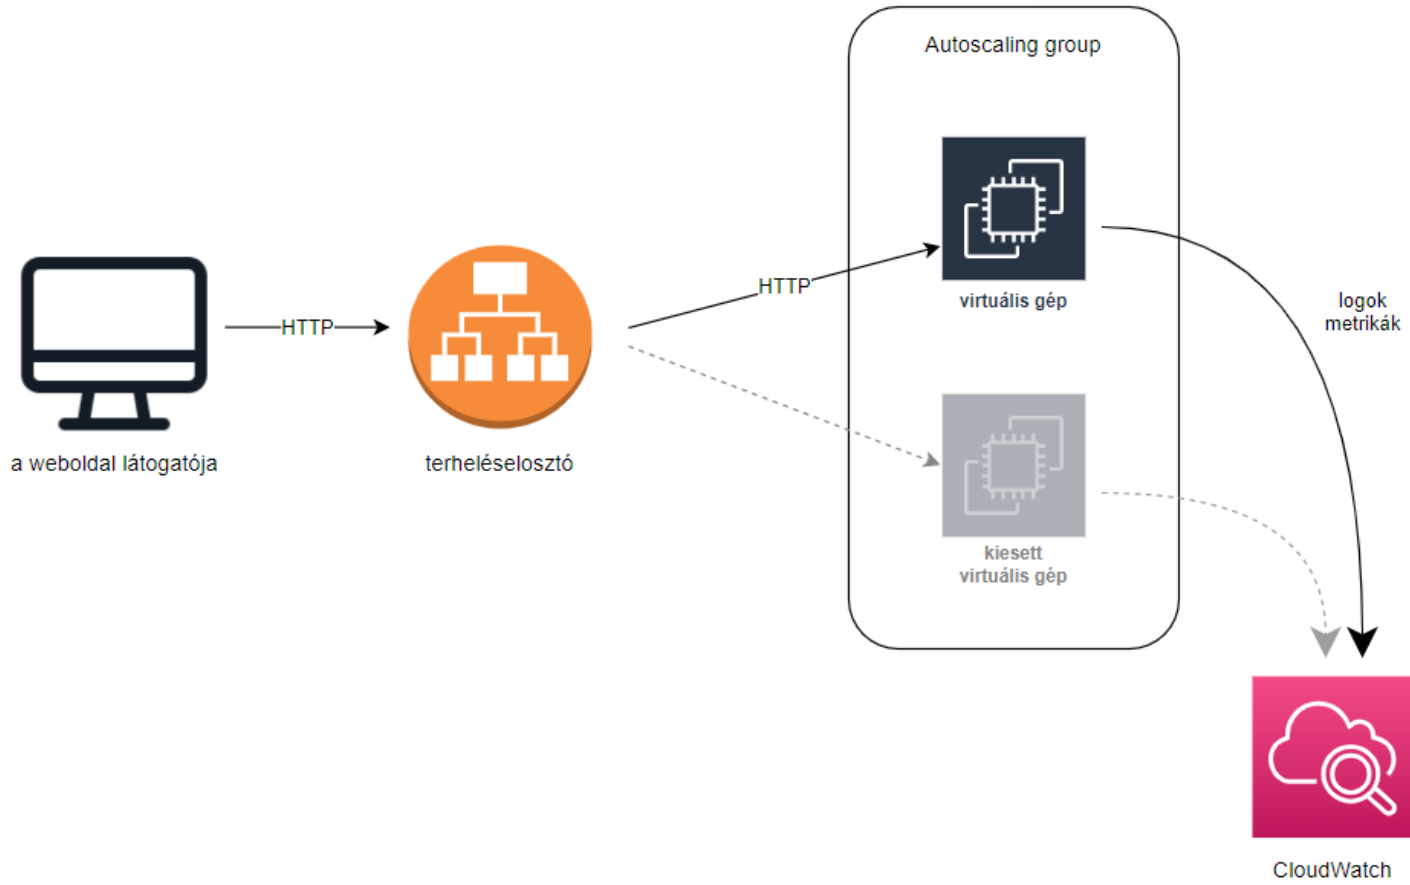 Autoscaling group
HTTP
HTTP
virtuális gép
logok
metrikák
a weboldal látogatója
terheléselosztó
kiesett
virtuális gép
CloudWatch